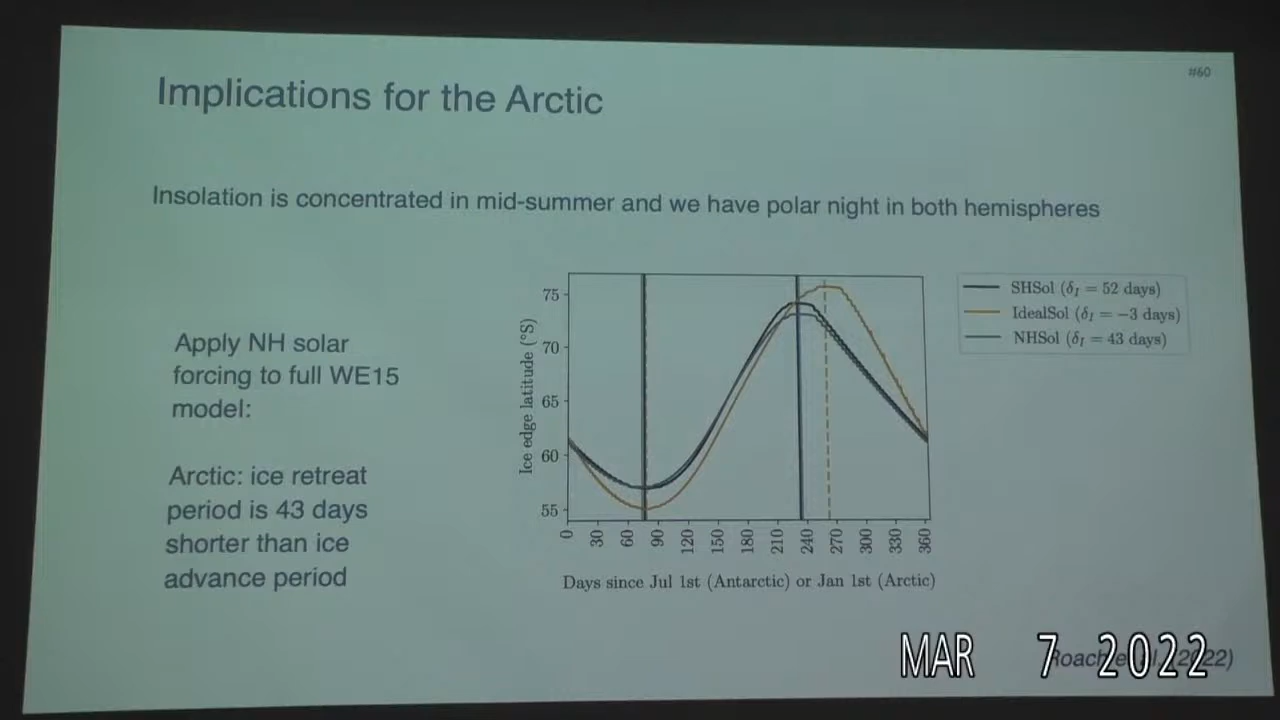 #60
Implications for the Arctic
Insolation is concentrated in mid-summer and we have polar night in both hemispheres
Apply NH solar
forcing to full WE15
model:
Arctic: ice retreat
period is 43 days
shorter than ice
advance period
Ice edge latitude (°S)
75
70
65
60
55
0 30 60 90 120 150 180 210 240 270 300 330 360
Days since Jul 1st (Antarctic) or Jan 1st (Arctic)
SHSol (δI = 52 days)
IdealSol (δI = −3 days)
NHSol (δI = 43 days)
MAR 7 2022
2022)